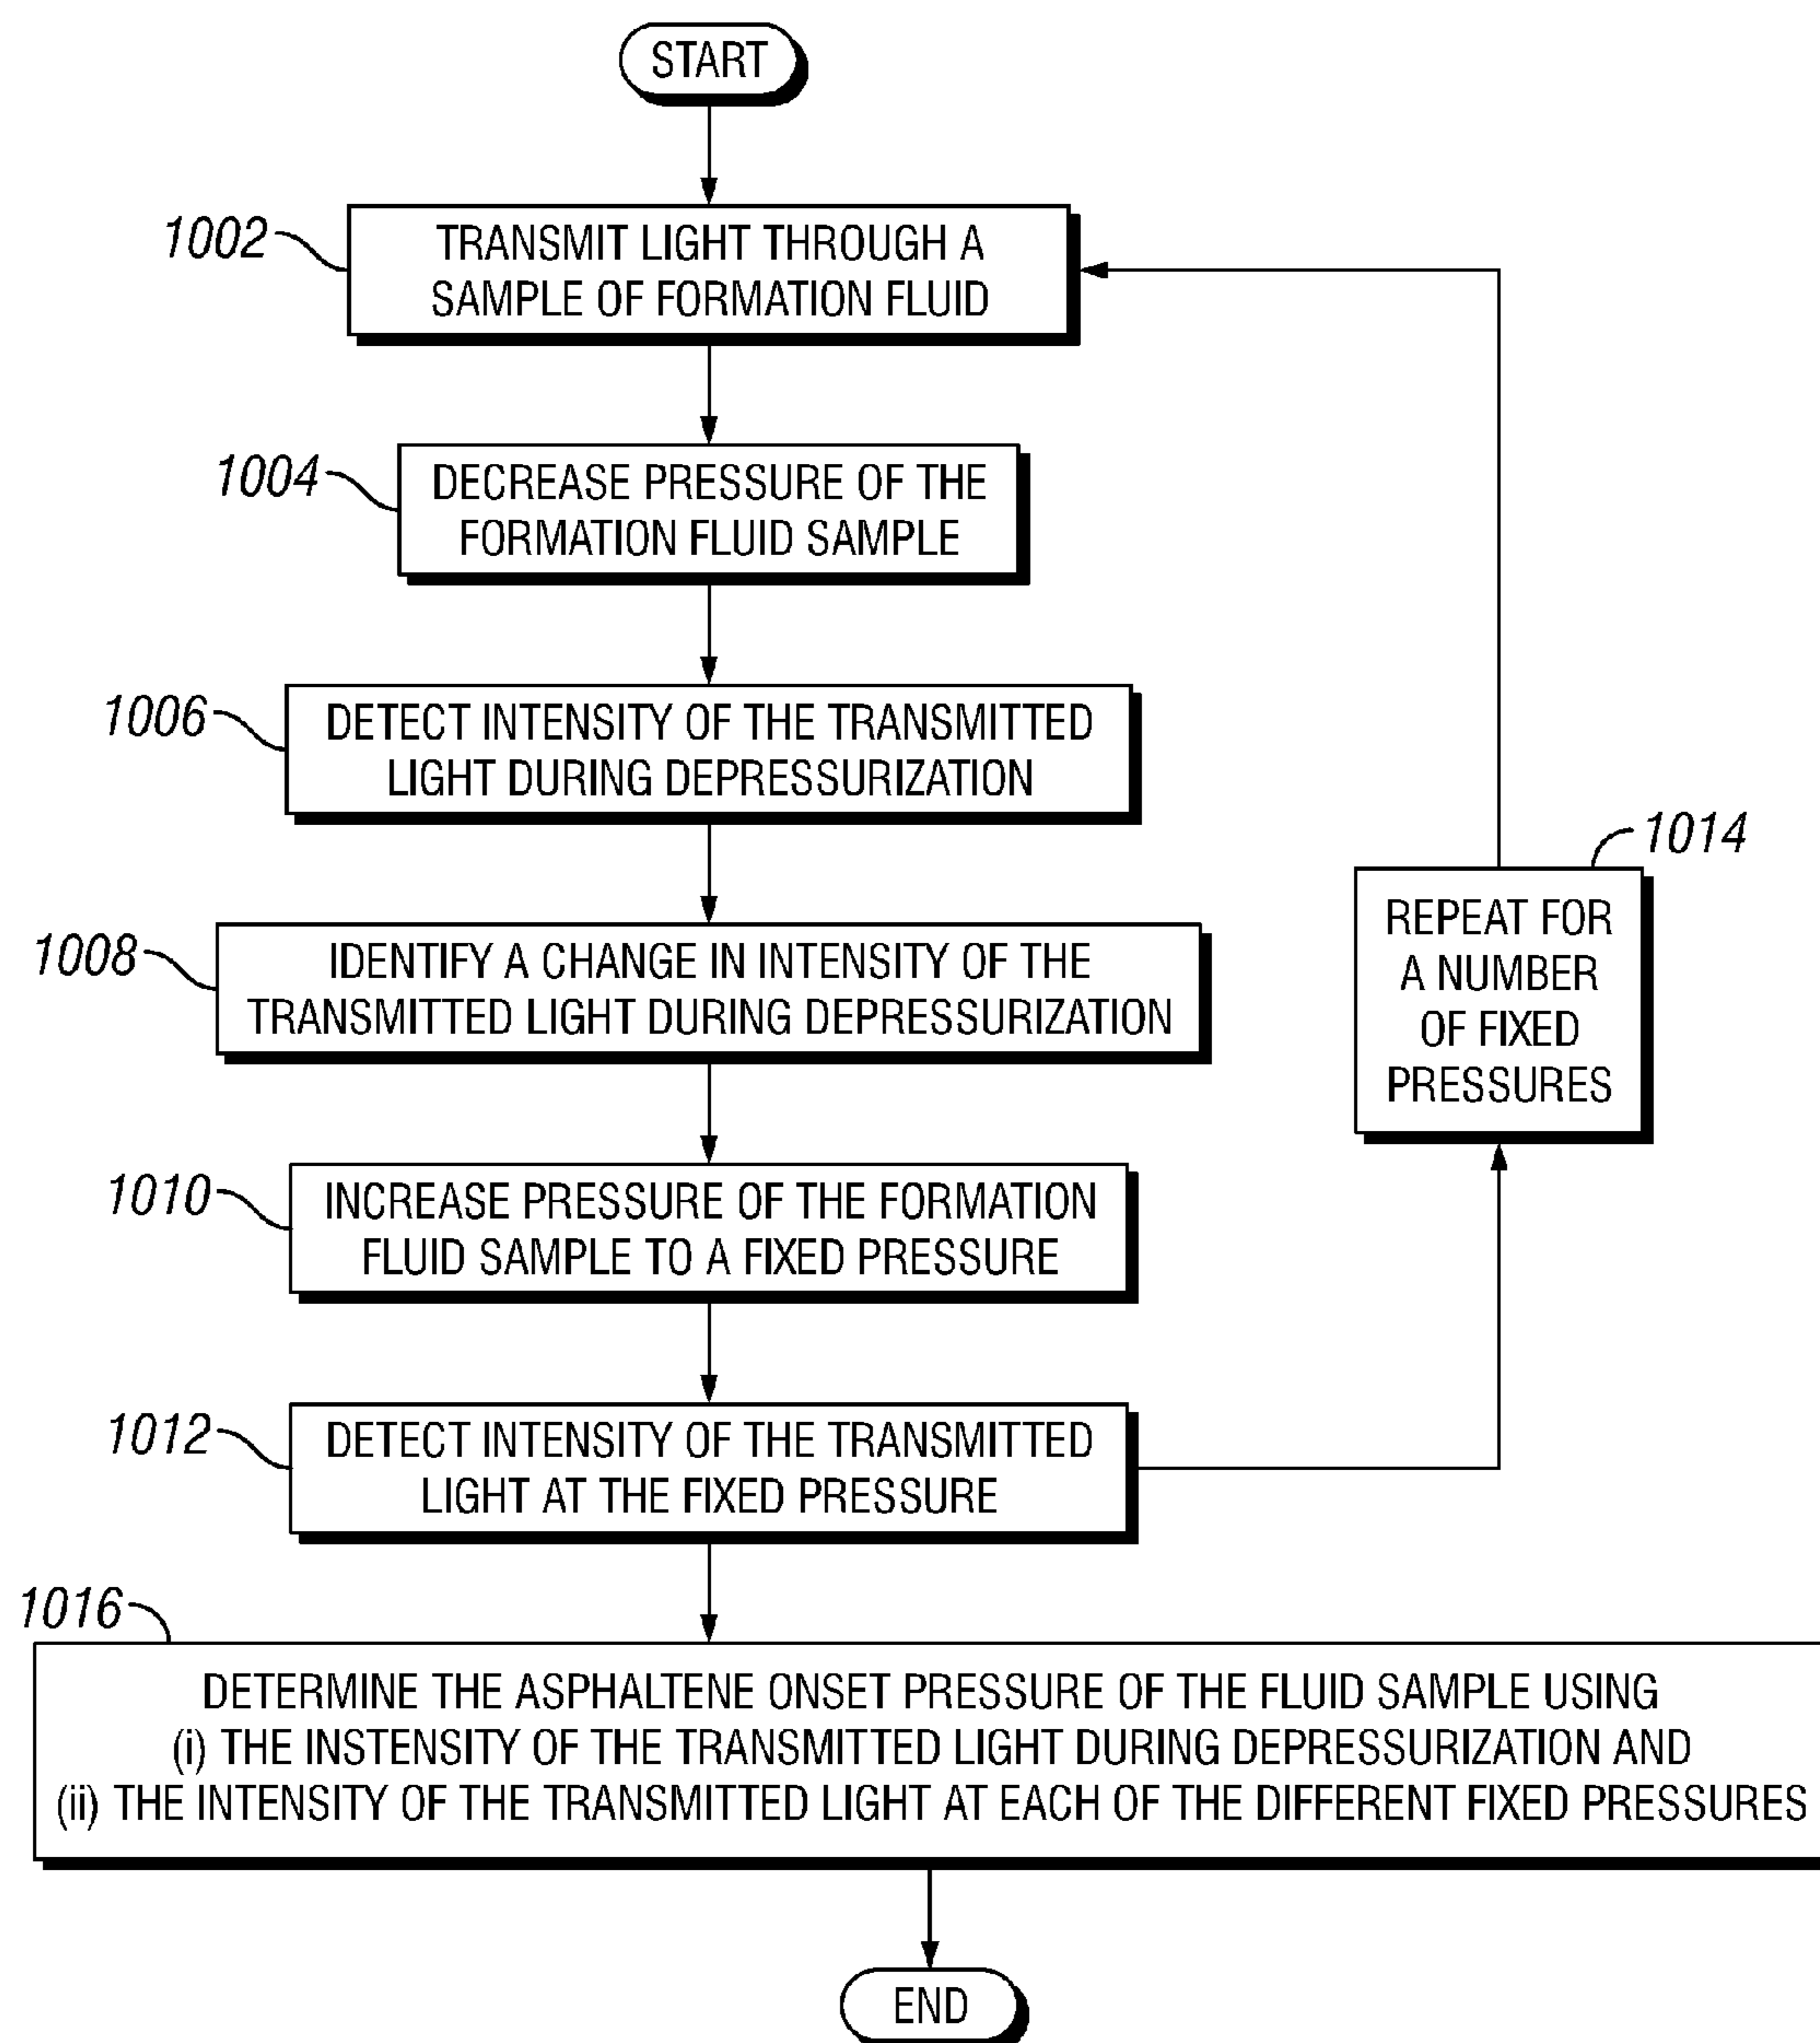 START
1002
TRANSMIT LIGHT THROUGH A
SAMPLE OF FORMATION FLUID
1004
DECREASE PRESSURE OF THE
FORMATION FLUID SAMPLE
1006
DETECT INTENSITY OF THE TRANSMITTED
LIGHT DURING DEPRESSURIZATION
1008
IDENTIFY A CHANGE IN INTENSITY OF THE
TRANSMITTED LIGHT DURING DEPRESSURIZATION
1010
INCREASE PRESSURE OF THE FORMATION
FLUID SAMPLE TO A FIXED PRESSURE
1012
DETECT INTENSITY OF THE TRANSMITTED
LIGHT AT THE FIXED PRESSURE
1014
REPEAT FOR
A NUMBER
OF FIXED
PRESSURES
1016
DETERMINE THE ASPHALTENE ONSET PRESSURE OF THE FLUID SAMPLE USING
(i) THE INSTENSITY OF THE TRANSMITTED LIGHT DURING DEPRESSURIZATION AND
(ii) THE INTENSITY OF THE TRANSMITTED LIGHT AT EACH OF THE DIFFERENT FIXED PRESSURES
END